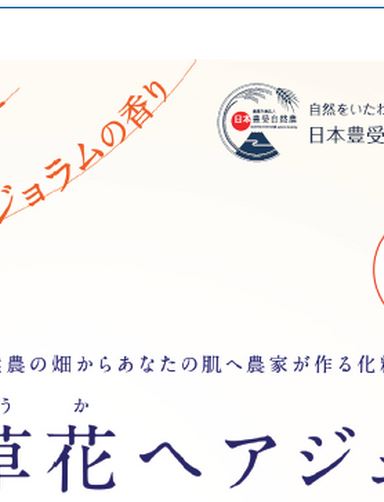 ジョラムの香り
日本豊受自然農
自然をいたわ
日本豊受
農の畑からあなたの肌へ農家が作る化粧
うか
草花ヘアジ